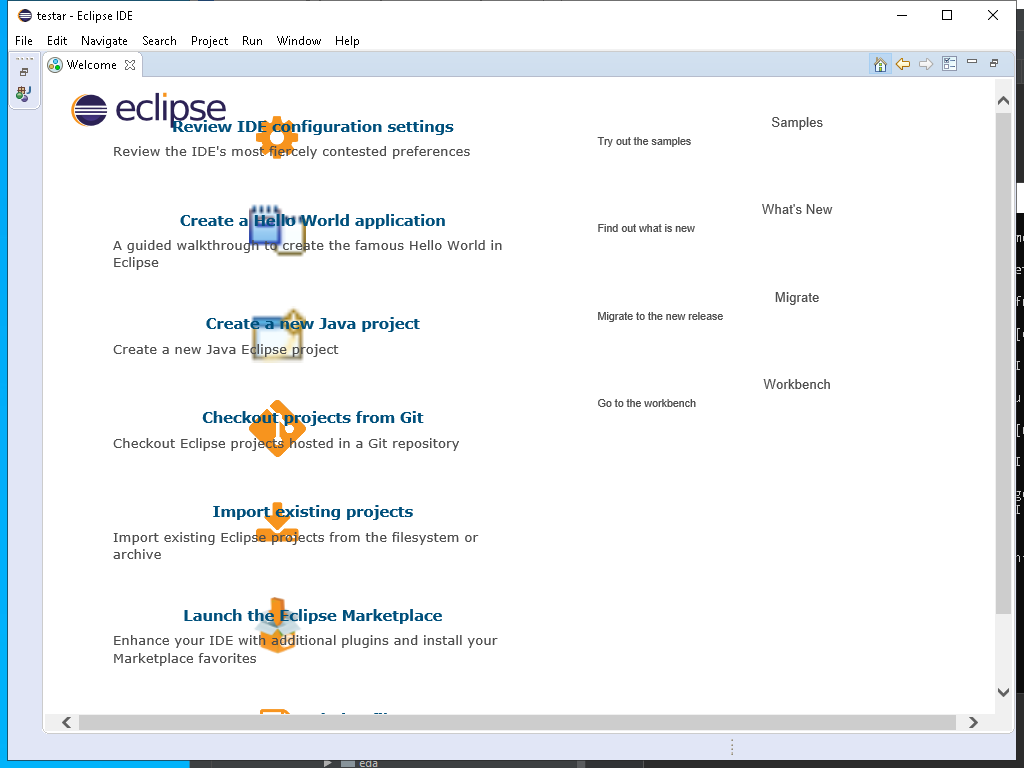 testar - Eclipse IDE
File Edit Navigate Search Project Run Window Help
Welcome
eclipse
Review IDE configuration settings
Review the IDE's most fiercely contested preferences
Create a Hello World application
A guided walkthrough to create the famous Hello World in
Eclipse
Create a new Java project
Create a new Java Eclipse project
Checkout projects from Git
Checkout Eclipse projects hosted in a Git repository
Import existing projects
Import existing Eclipse projects from the filesystem or
archive
Launch the Eclipse Marketplace
Enhance your IDE with additional plugins and install your
Marketplace favorites
Samples
Try out the samples
What's New
Find out what is new
Migrate
Migrate to the new release
Workbench
Go to the workbench
eda